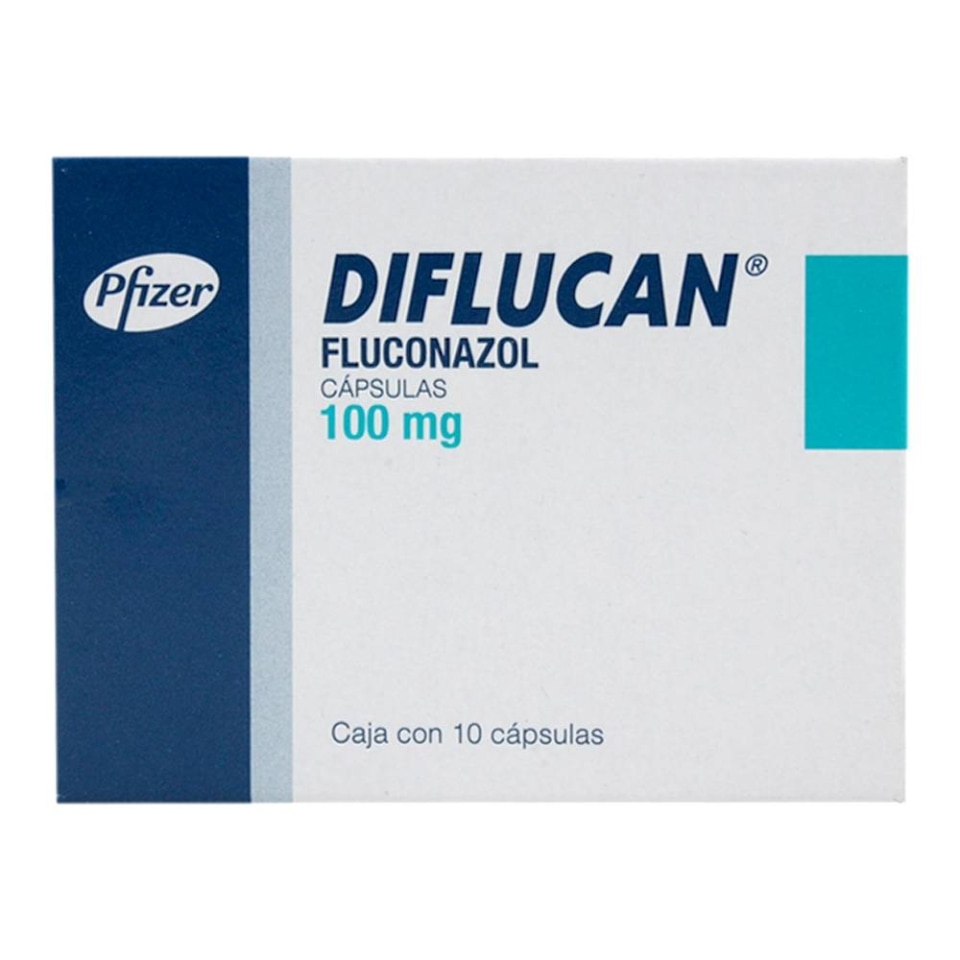 Pfizer
DIFLUCAN®
FLUCONAZOL
CÁPSULAS
100 mg
Caja con 10 cápsulas